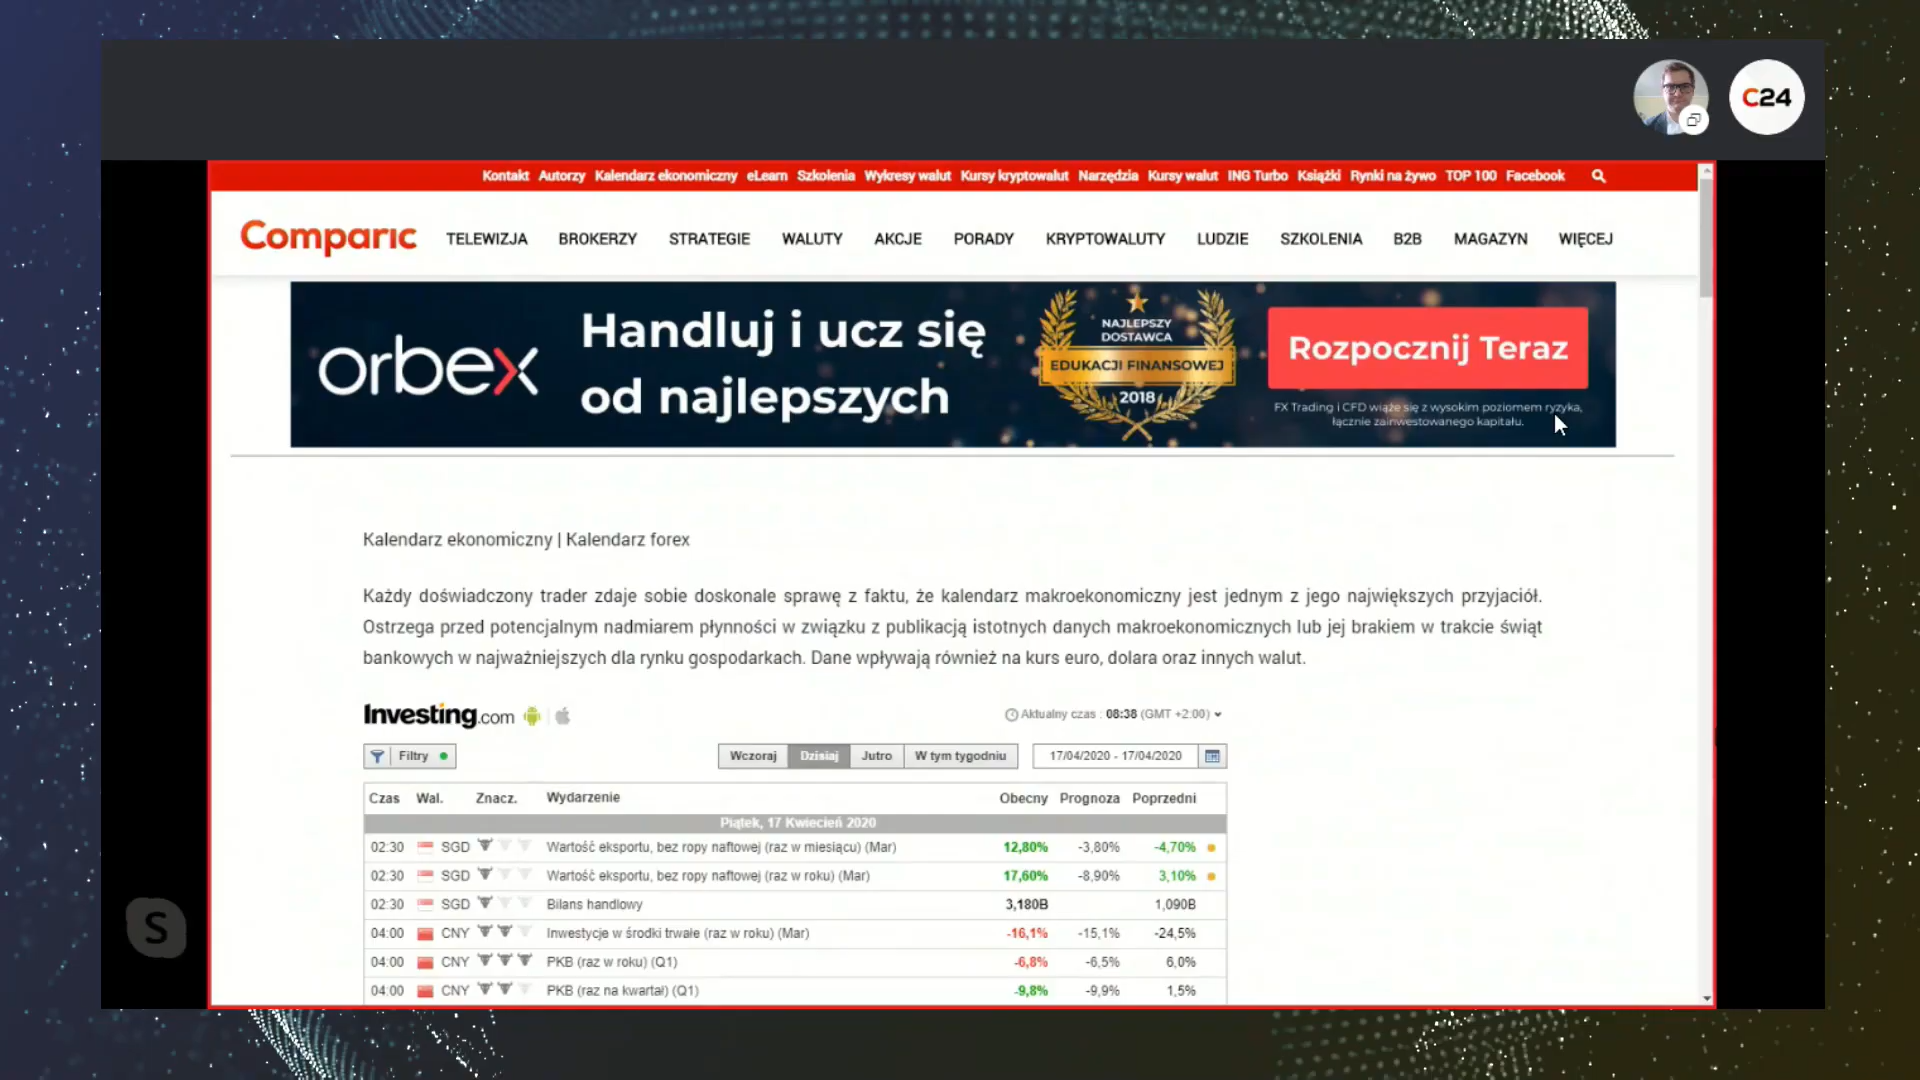 C24
Kontakt Autorzy Kalendarz ekonomiczny eLearn Szkolenia Wykresy walut Kursy kryptowalut Narzędzia Kursy walut ING Turbo Książki Rynki na żywo TOP 100 Facebook
Comparic TELEWIZJA BROKERZY STRATEGIE WALUTY AKCJE PORADY KRYPTOWALUTY LUDZIE SZKOLENIA B2B MAGAZYN WIĘCEJ
orbex
Handluj i ucz się
od najlepszych
NAJLEPSZY
DOSTAWCA
EDUKACJI FINANSOWEJ
2018
Rozpocznij Teraz
FX Trading i CFD wiąże się z wysokim poziomem ryzyka,
łącznie zainwestowanego kapitału.
Kalendarz ekonomiczny | Kalendarz forex
Każdy doświadczony trader zdaje sobie doskonale sprawę z faktu, że kalendarz makroekonomiczny jest jednym z jego największych przyjaciół.
Ostrzega przed potencjalnym nadmiarem płynności w związku z publikacją istotnych danych makroekonomicznych lub jej brakiem w trakcie świąt
bankowych w najważniejszych dla rynku gospodarkach. Dane wpływają również na kurs euro, dolara oraz innych walut.
Investing.com Aktualny czas : 08:38 (GMT +2:00)
Filtry Wczoraj Dzisiaj Jutro W tym tygodniu 17/04/2020 - 17/04/2020
Czas Wal. Znacz. Wydarzenie Obecny Prognoza Poprzedni
Piątek, 17 Kwiecień 2020
02:30 SGD Wartość eksportu, bez ropy naftowej (raz w miesiącu) (Mar) 12,80% -3,80% -4,70%
02:30 SGD Wartość eksportu, bez ropy naftowej (raz w roku) (Mar) 17,60% -8,90% 3,10%
02:30 SGD Bilans handlowy 3,180B 1,090B
04:00 CNY Inwestycje w środki trwałe (raz w roku) (Mar) -16,1% -15,1% -24,5%
04:00 CNY PKB (raz w roku) (Q1) -6,8% -6,5% 6,0%
04:00 CNY PKB (raz na kwartał) (Q1) -9,8% -9,9% 1,5%
S